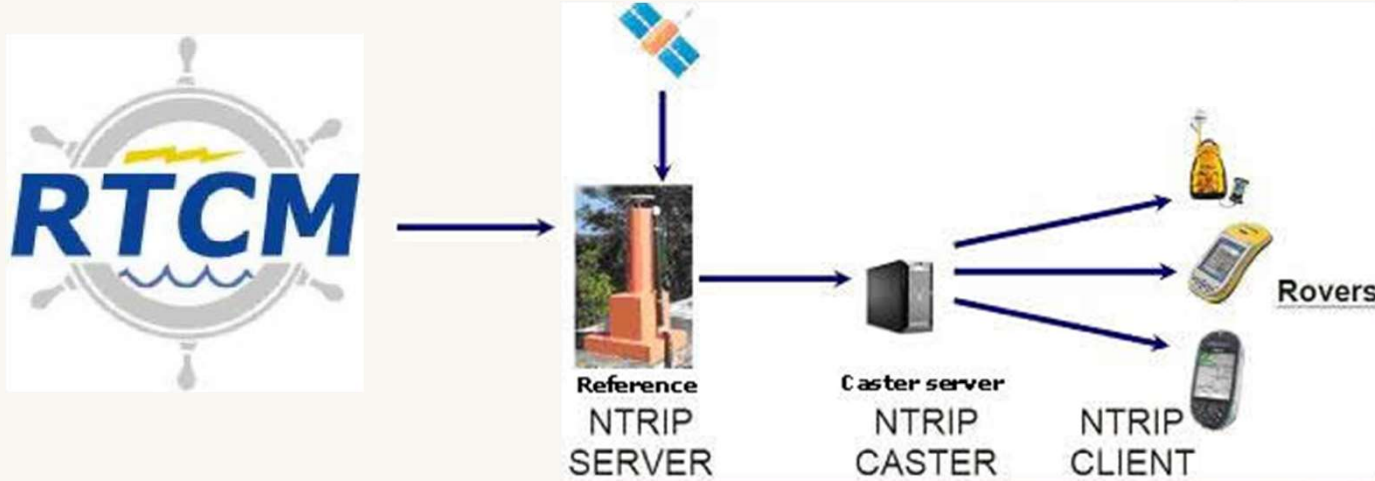 RTCM
Reference
NTRIP
SERVER
Caster server
NTRIP
CASTER
NTRIP
CLIENT
Rovers